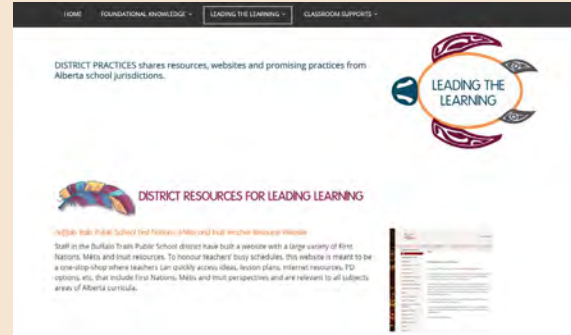 HOME FOUNDATIONAL KNOWLEDGE LEADING THE LEARNING CLASSROOM SUPPORTS
DISTRICT PRACTICES shares resources, websites and promising practices from
Alberta school jurisdictions.
LEADING THE
LEARNING
DISTRICT RESOURCES FOR LEADING LEARNING
Buffalo Trails Public School First Nations, Métis and Inuit Teacher Resource Website
Staff in the Buffalo Trails Public School district have built a website with a large variety of First
Nations, Métis and Inuit resources. To honour teachers' busy schedules, this website is meant to be
a one-stop-shop where teachers can quickly access ideas, lesson plans, internet resources, PD
options, etc. that include First Nations, Métis and Inuit perspectives and are relevant to all subjects
areas of Alberta curricula.